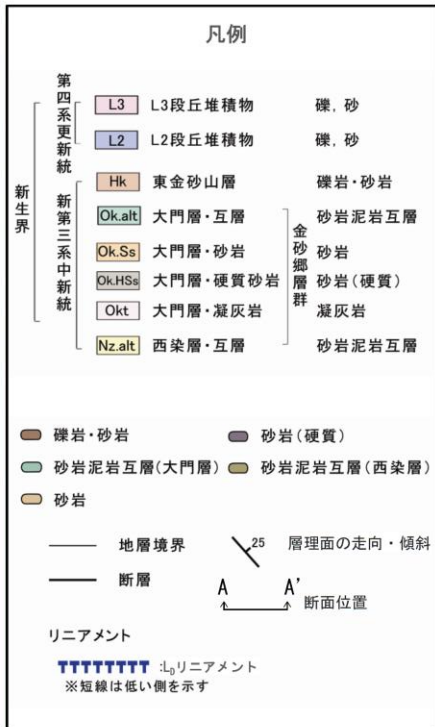 凡例
新生界
第四系更新統
L3 L3段丘堆積物 礫，砂
L2 L2段丘堆積物 礫，砂
新第三系中新統
Hk 東金砂山層 礫岩・砂岩
金砂郷層群
Ok.alt 大門層・互層 砂岩泥岩互層
Ok.Ss 大門層・砂岩 砂岩
Ok.HSs 大門層・硬質砂岩 砂岩(硬質)
Okt 大門層・凝灰岩 凝灰岩
Nz.alt 西染層・互層 砂岩泥岩互層
礫岩・砂岩 砂岩(硬質)
砂岩泥岩互層(大門層) 砂岩泥岩互層(西染層)
砂岩
地層境界 25 層理面の走向・傾斜
断層 A A' 断面位置
リニアメント
:LDリニアメント
※短線は低い側を示す